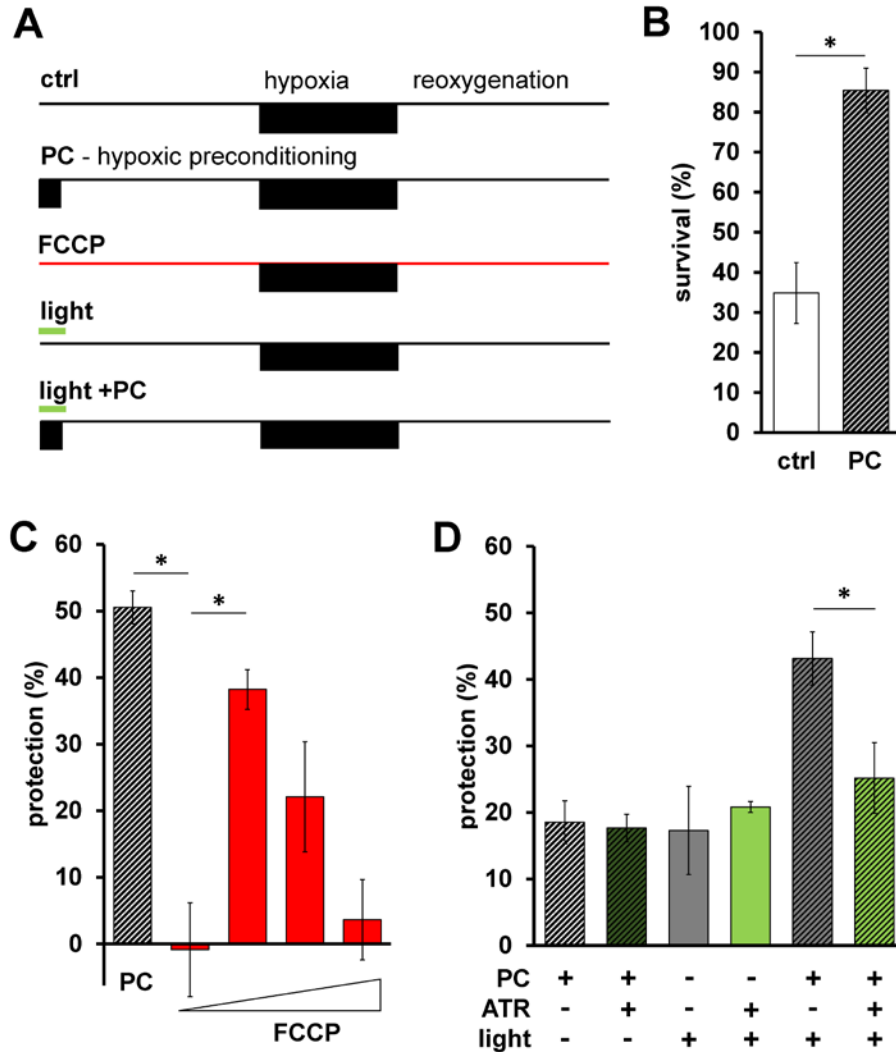 A
ctrl hypoxia reoxygenation
PC - hypoxic preconditioning
FCCP
light
light +PC
B
survival (%)
100
90
80
70
60
50
40
30
20
10
0
*
ctrl PC
C
protection (%)
60
50
40
30
20
10
0
*
*
PC
FCCP
D
protection (%)
60
50
40
30
20
10
0
*
PC + + - - + +
ATR - + - + - +
light - - + + + +